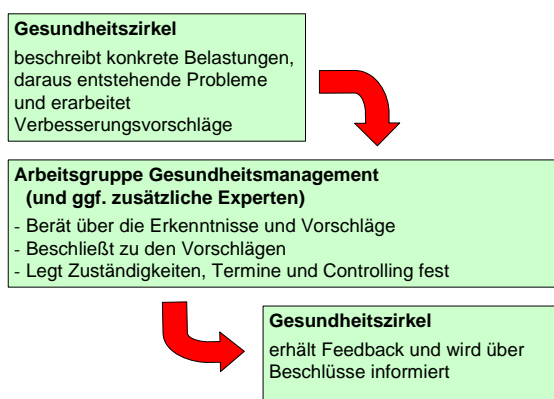 Gesundheitszirkel
beschreibt konkrete Belastungen,
daraus entstehende Probleme
und erarbeitet
Verbesserungsvorschläge
Arbeitsgruppe Gesundheitsmanagement
(und ggf. zusätzliche Experten)
- Berät über die Erkenntnisse und Vorschläge
- Beschließt zu den Vorschlägen
- Legt Zuständigkeiten, Termine und Controlling fest
Gesundheitszirkel
erhält Feedback und wird über
Beschlüsse informiert